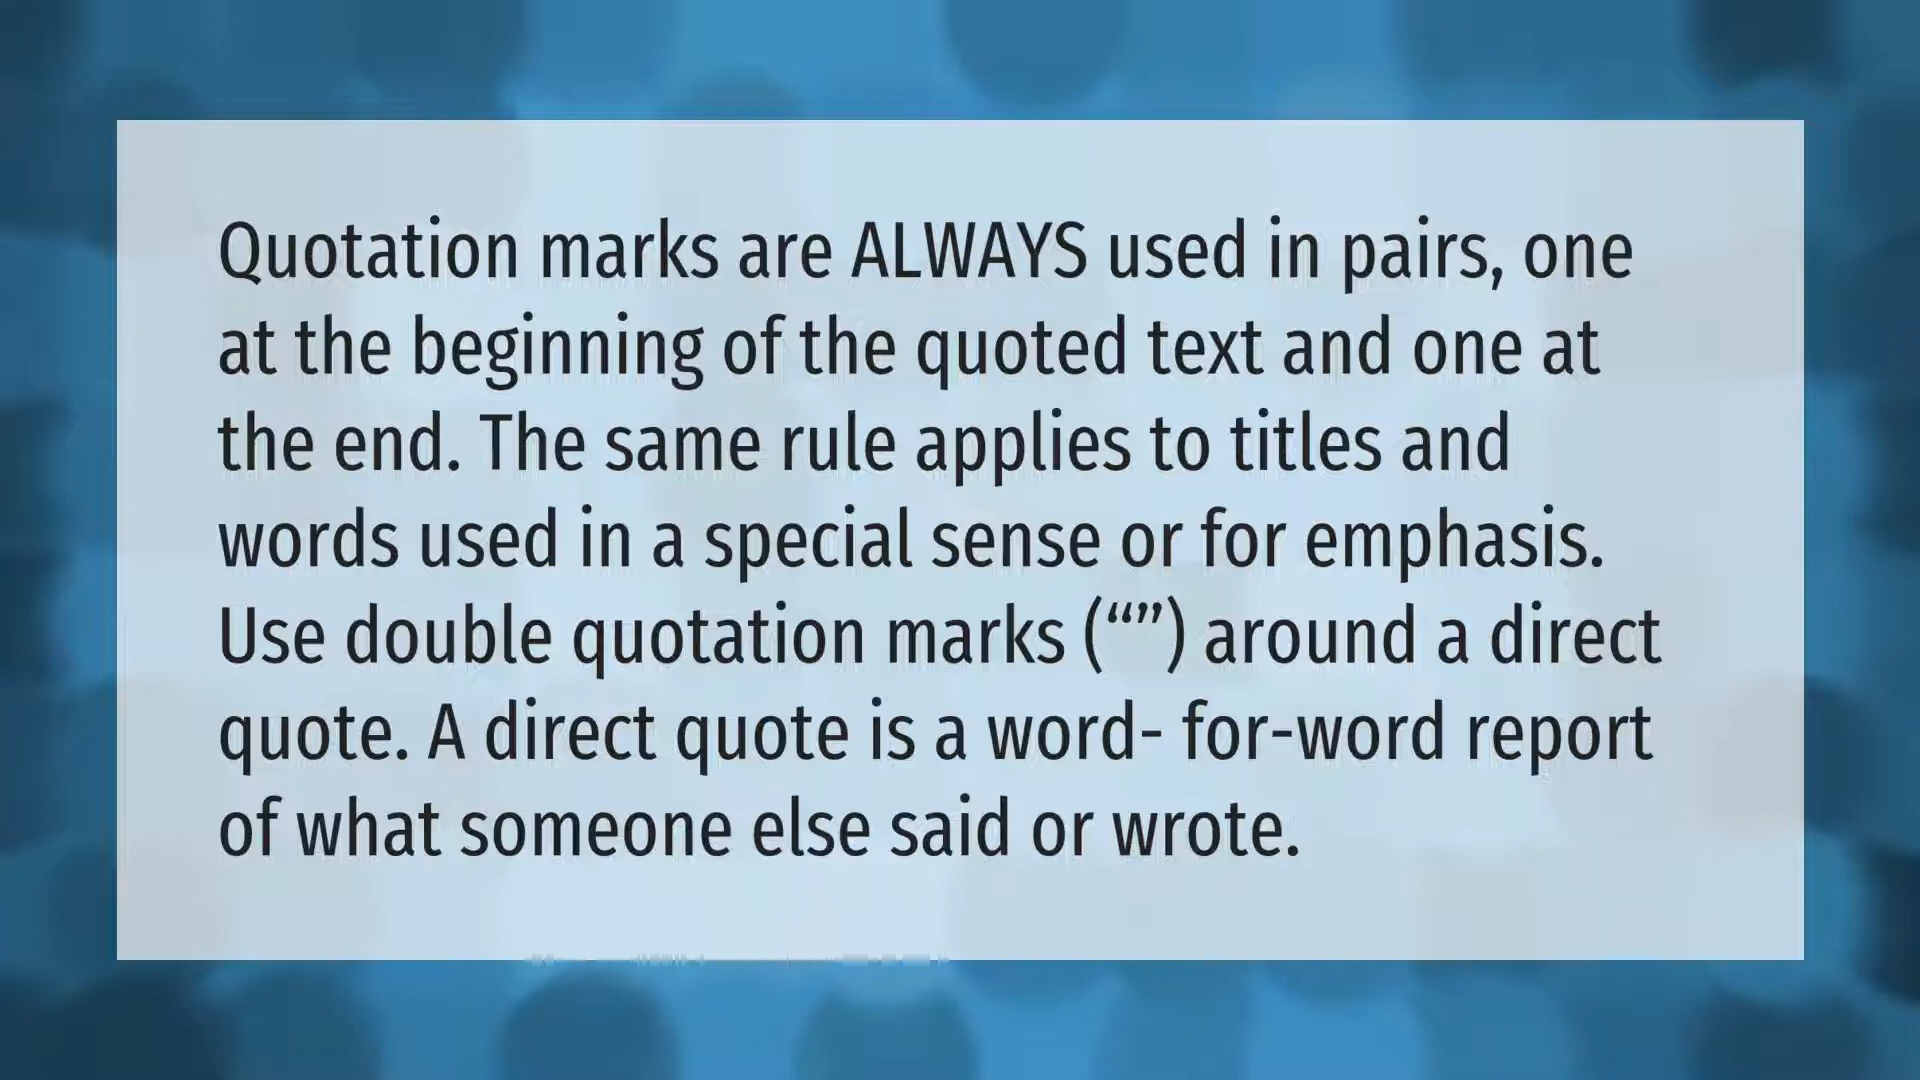 Quotation marks are ALWAYS used in pairs, one
at the beginning of the quoted text and one at
the end. The same rule applies to titles and
words used in a special sense or for emphasis.
Use double quotation marks (“”) around a direct
quote. A direct quote is a word- for-word report
of what someone else said or wrote.